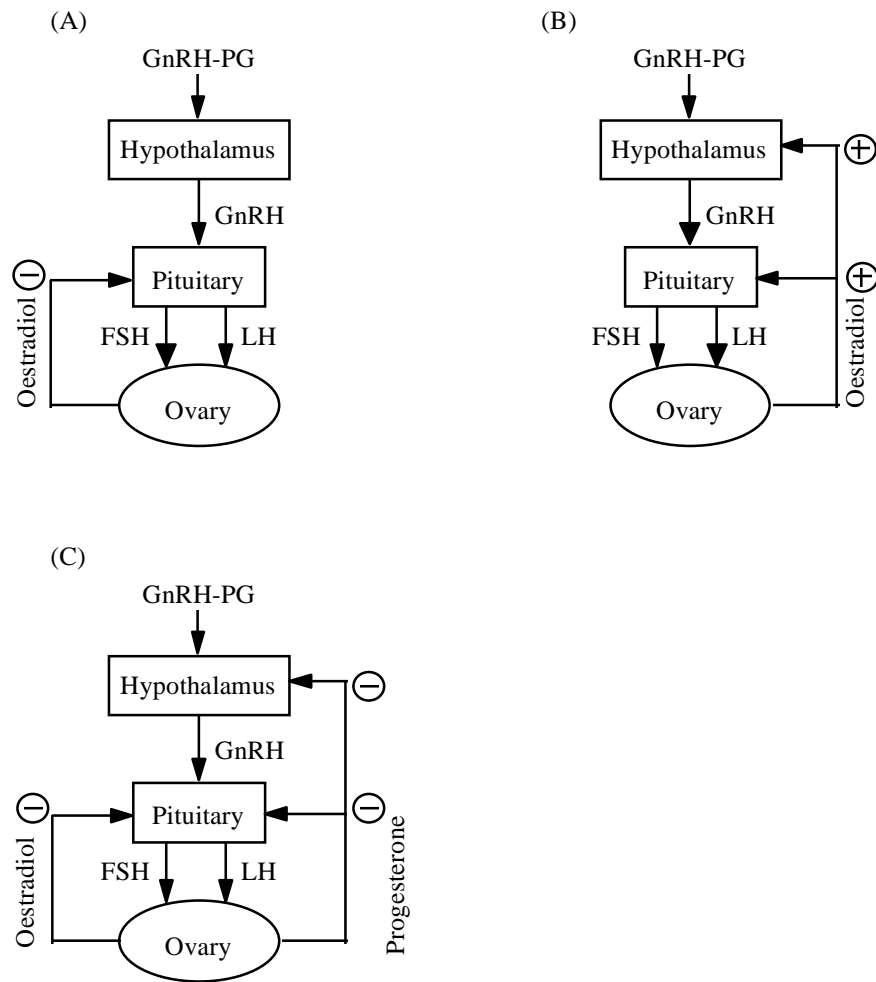 (A)
GnRH-PG
Hypothalamus
GnRH
Pituitary
Oestradiol
FSH
LH
Ovary
(B)
GnRH-PG
Hypothalamus
GnRH
Pituitary
FSH
LH
Oestradiol
Ovary
(C)
GnRH-PG
Hypothalamus
GnRH
Pituitary
Oestradiol
FSH
LH
Progesterone
Ovary